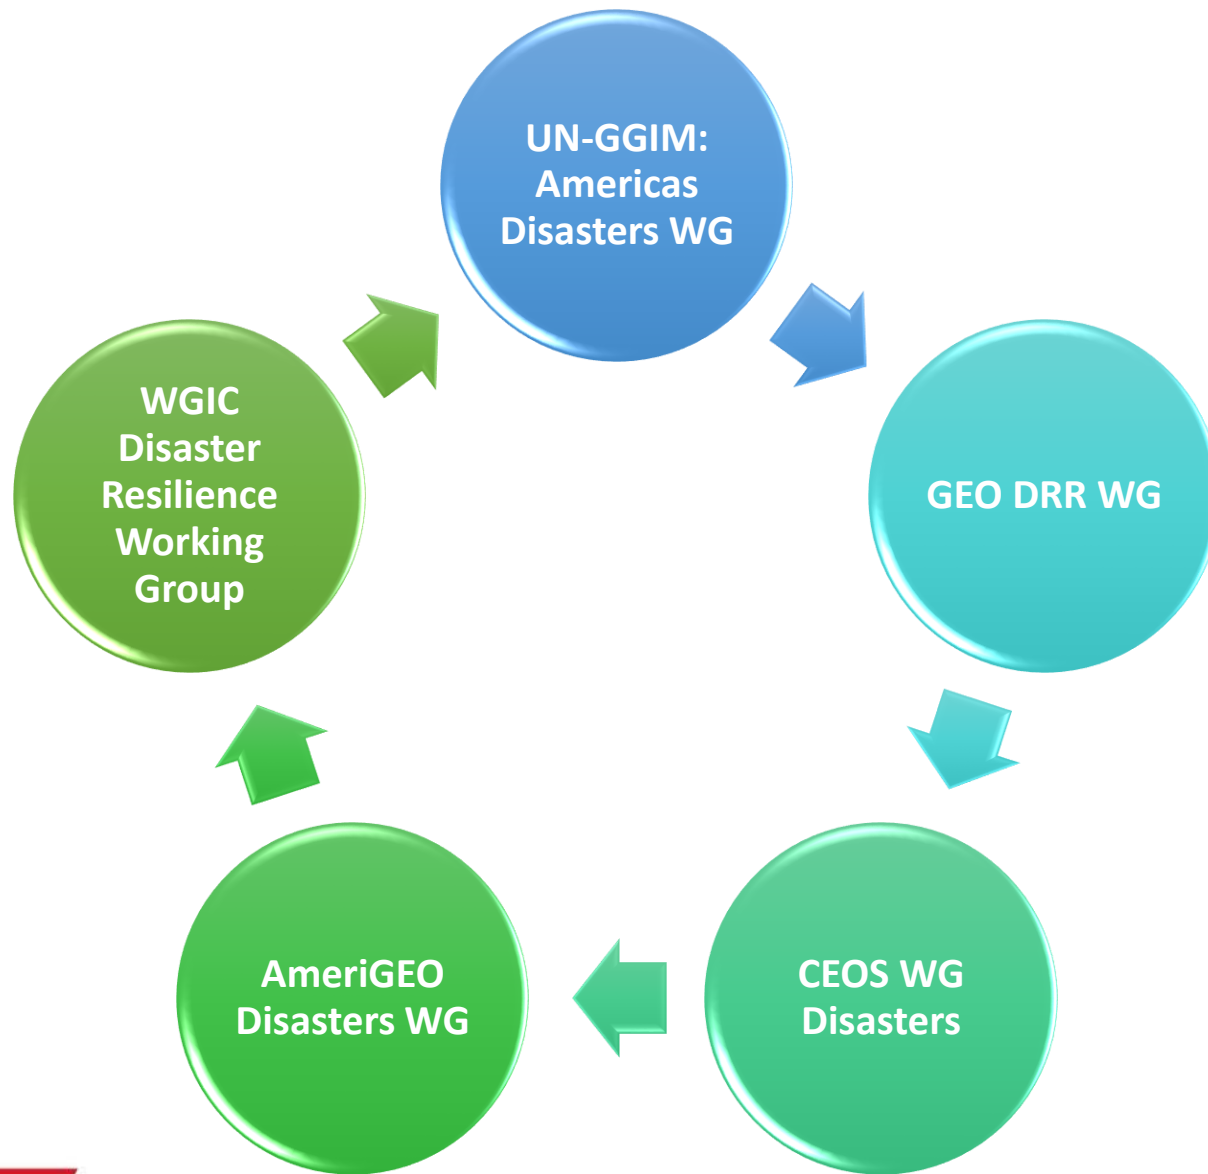 UN-GGIM:
Americas
Disasters WG
GEO DRR WG
CEOS WG
Disasters
AmeriGEO
Disasters WG
WGIC
Disaster
Resilience
Working
Group